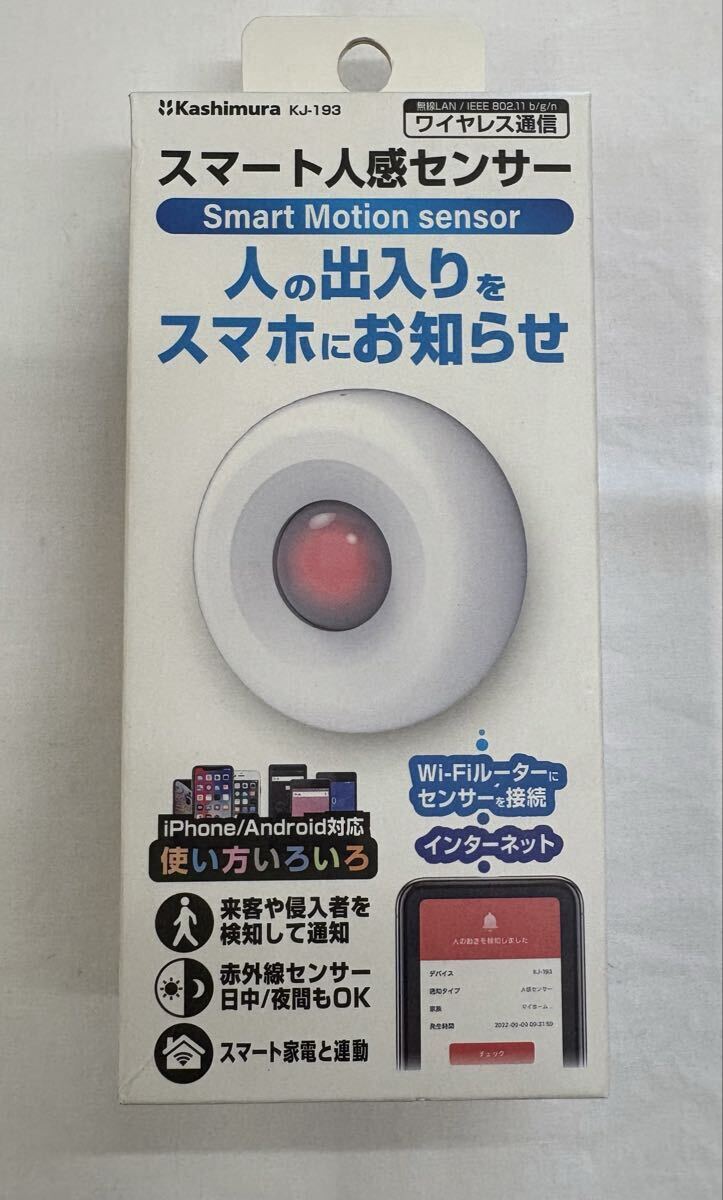 Kashimura KJ-193
無線LAN / IEEE 802.11 b/g/n
ワイヤレス通信
スマート人感センサー
Smart Motion sensor
人の出入りを
スマホにお知らせ
iPhone/Android対応
使い方いろいろ
来客や侵入者を
検知して通知
赤外線センサー
日中/夜間もOK
スマート家電と連動
Wi-Fiルーターに
センサーを接続
インターネット
人の動きを検知しました
デバイス KJ-193
通知タイプ 人感センサー
家族 マイホーム...
発生時間 2022-09-09 09:31:59
チェック